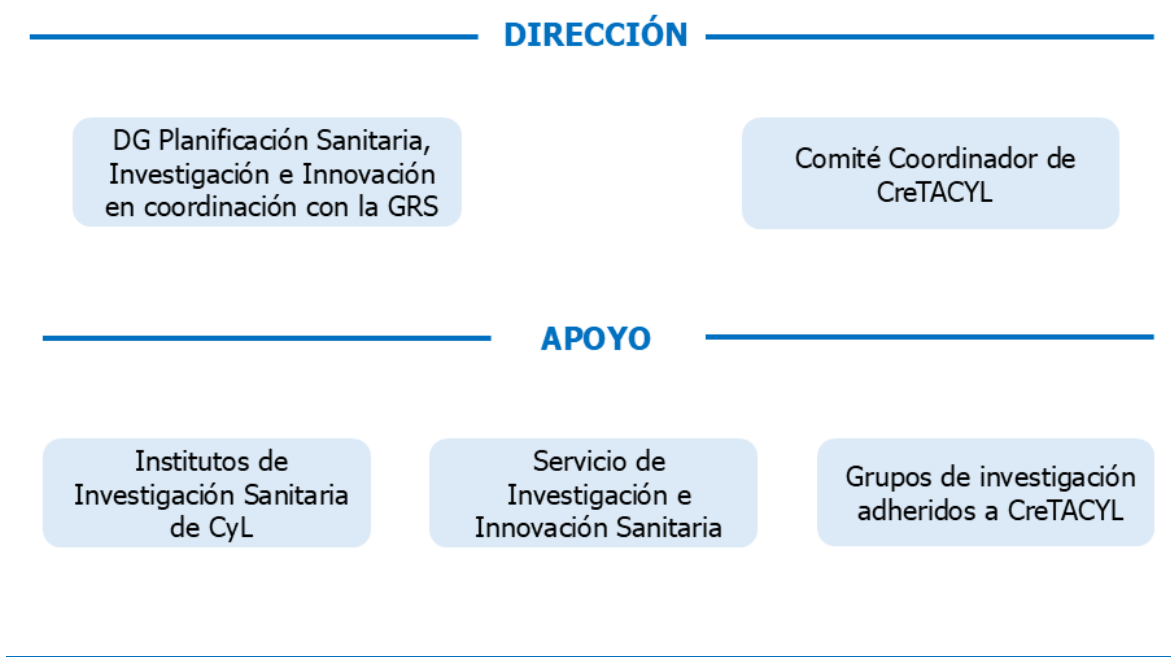 DIRECCIÓN
DG Planificación Sanitaria,
Investigación e Innovación
en coordinación con la GRS
Comité Coordinador de
CreTACYL
APOYO
Institutos de
Investigación Sanitaria
de CyL
Servicio de
Investigación e
Innovación Sanitaria
Grupos de investigación
adheridos a CreTACYL